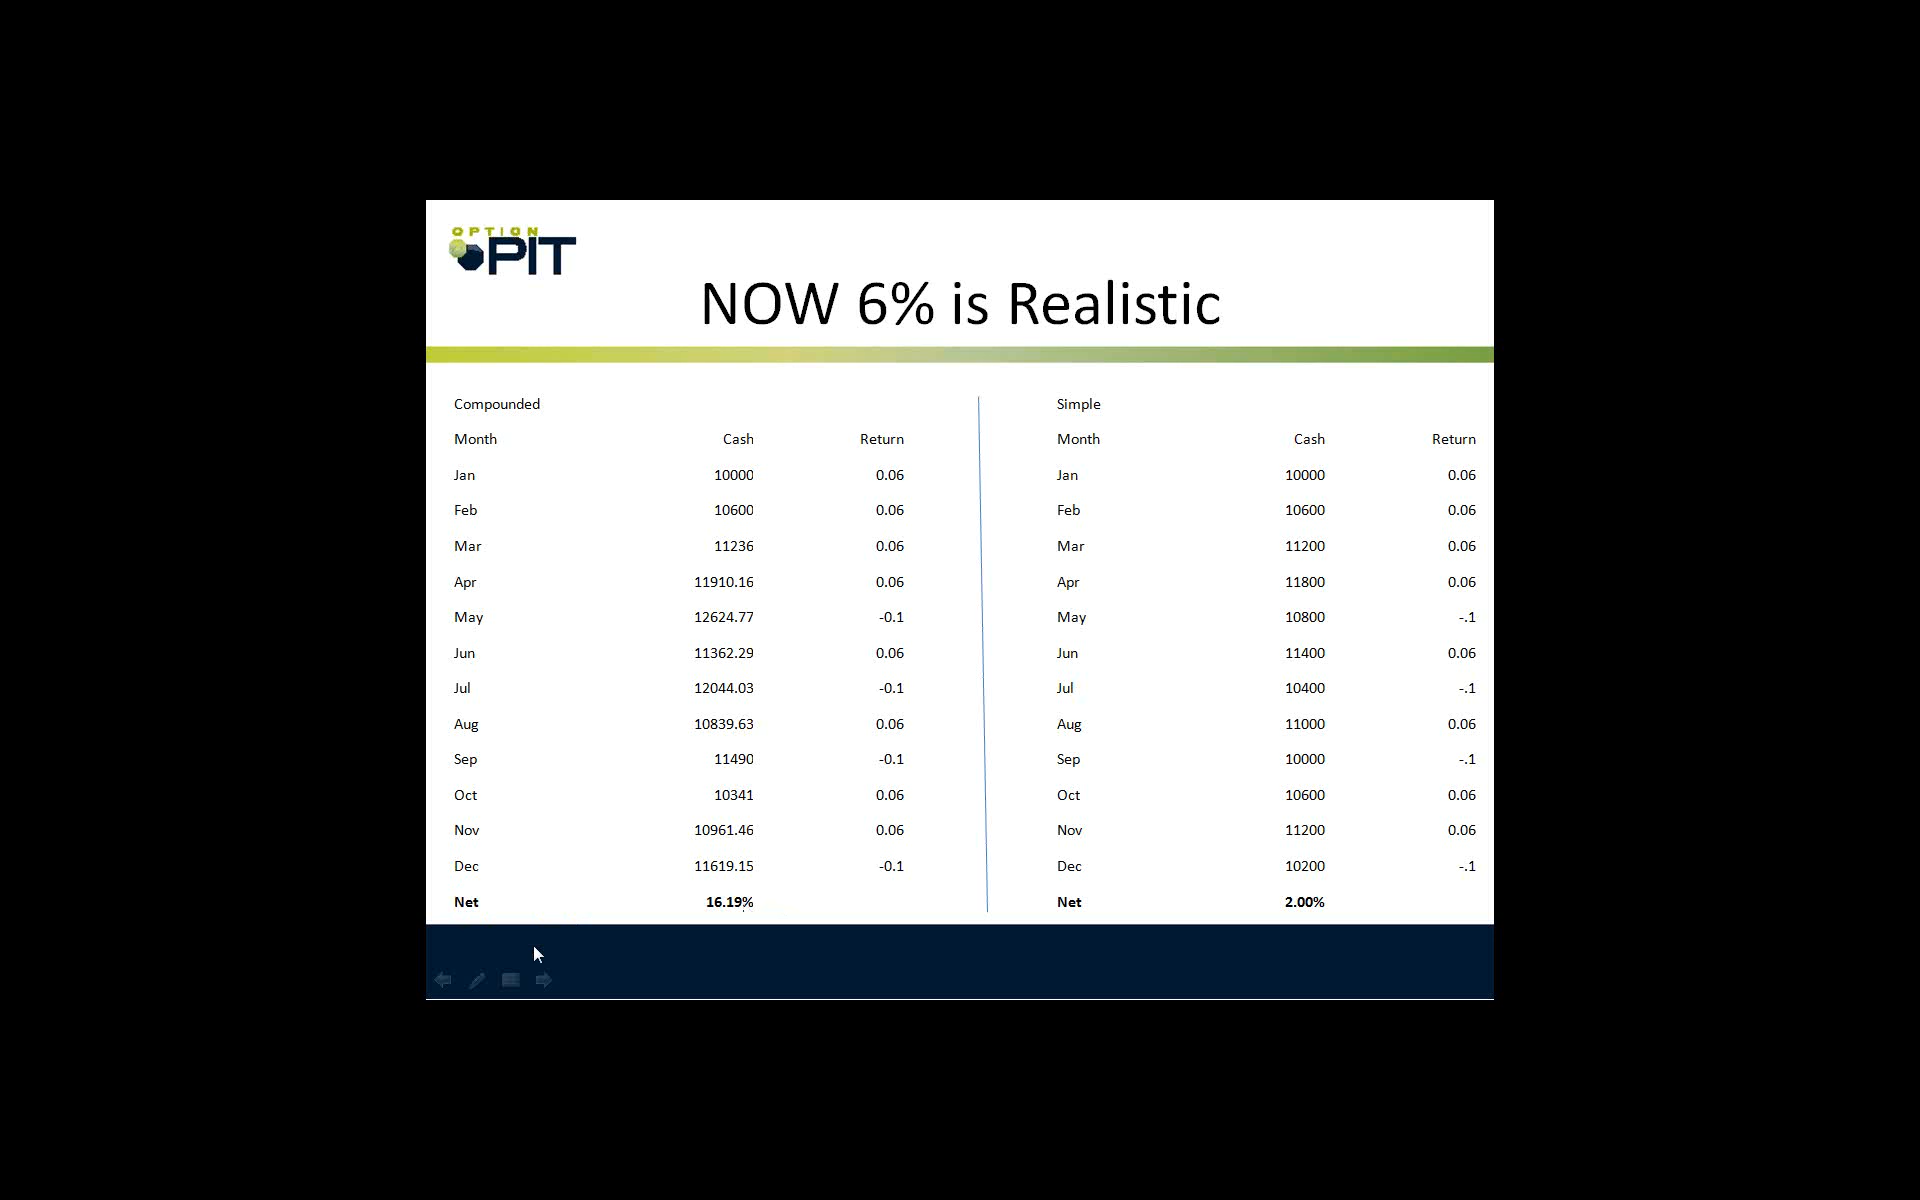 OPTION
PIT
NOW 6% is Realistic
Compounded
Month Cash Return
Jan 10000 0.06
Feb 10600 0.06
Mar 11236 0.06
Apr 11910.16 0.06
May 12624.77 -0.1
Jun 11362.29 0.06
Jul 12044.03 -0.1
Aug 10839.63 0.06
Sep 11490 -0.1
Oct 10341 0.06
Nov 10961.46 0.06
Dec 11619.15 -0.1
Net 16.19%
Simple
Month Cash Return
Jan 10000 0.06
Feb 10600 0.06
Mar 11200 0.06
Apr 11800 0.06
May 10800 -.1
Jun 11400 0.06
Jul 10400 -.1
Aug 11000 0.06
Sep 10000 -.1
Oct 10600 0.06
Nov 11200 0.06
Dec 10200 -.1
Net 2.00%